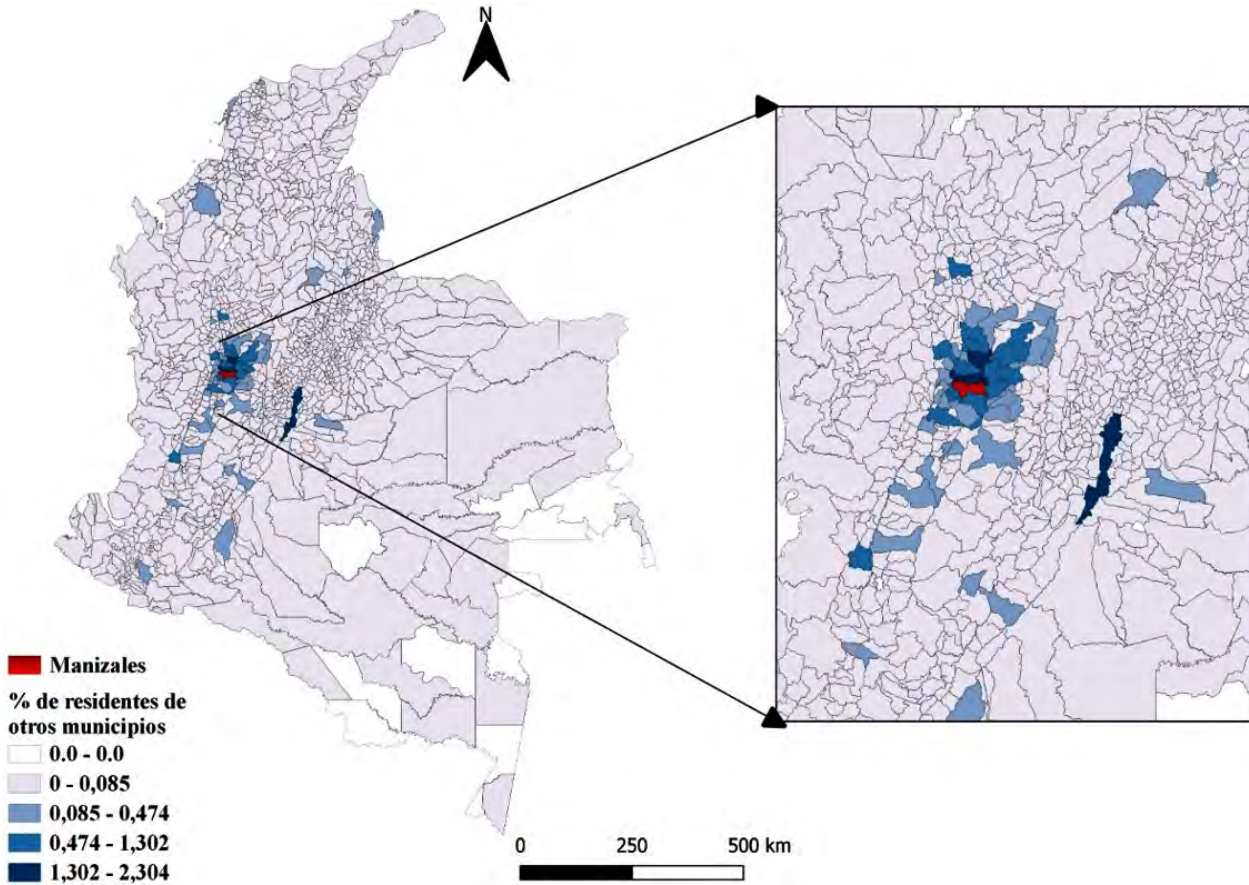 N
Manizales
% de residentes de
otros municipios
0.0 - 0.0
0 - 0,085
0,085 - 0,474
0,474 - 1,302
1,302 - 2,304
0 250 500 km